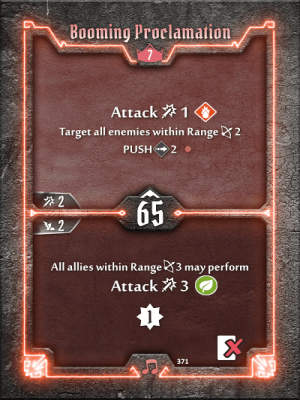 Booming Proclamation
7
Attack 1
Target all enemies within Range 2
PUSH 2
2
65
2
All allies within Range 3 may perform
Attack 3
1
371